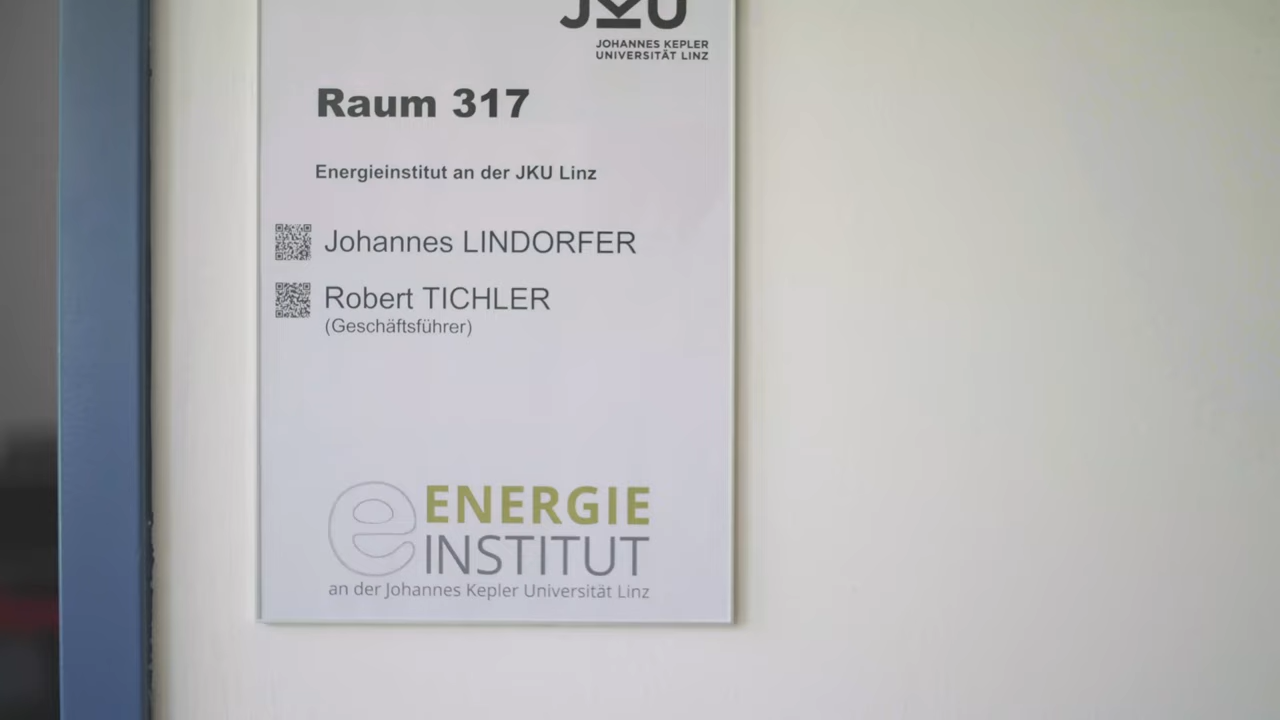 JKU
JOHANNES KEPLER
UNIVERSITÄT LINZ
Raum 317
Energieinstitut an der JKU Linz
Johannes LINDORFER
Robert TICHLER
(Geschäftsführer)
e ENERGIE
INSTITUT
an der Johannes Kepler Universität Linz